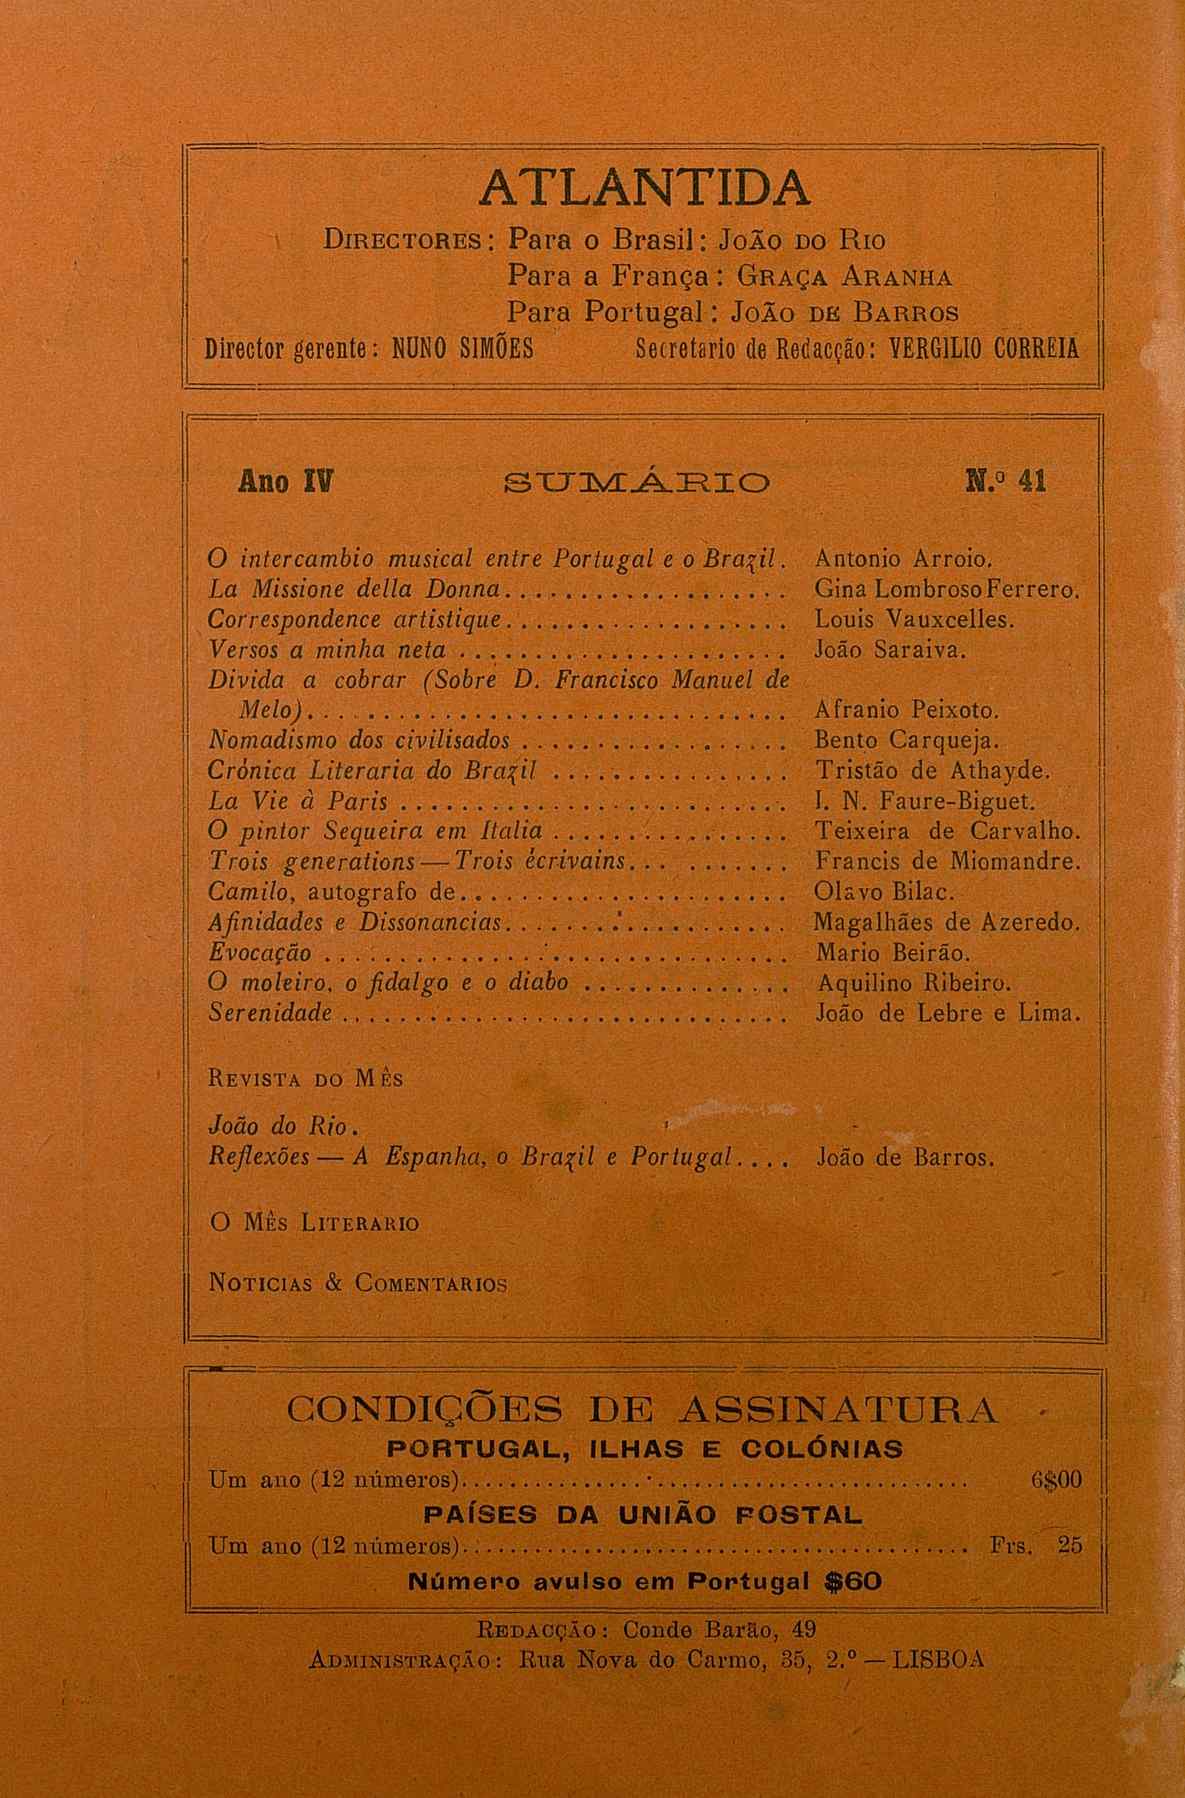 ATLANTIDA
DIRECTORES: Para o Brasil: JOÃO DO RIO
Para a França: GRAÇA ARANHA
Para Portugal: JOÃO DE BARROS
Director gerente: NUNO SIMÕES Secretario de Redacção: VERGILIO CORREIA
Ano IV SUMÁRIO N.º 41
O intercambio musical entre Portugal e o Brazil. Antonio Arroio.
La Missione della Donna................... Gina Lombroso Ferrero.
Correspondence artistique................... Louis Vauxcelles.
Versos a minha neta ...................... João Saraiva.
Divida a cobrar (Sobre D. Francisco Manuel de
Melo)................................ Afranio Peixoto.
Nomadismo dos civilisados .................. Bento Carqueja.
Crónica Literaria do Brazil ................ Tristão de Athayde.
La Vie à Paris .......................... I. N. Faure-Biguet.
O pintor Sequeira em Italia ................ Teixeira de Carvalho.
Trois generations — Trois écrivains... ....... Francis de Miomandre.
Camilo, autografo de...................... Olavo Bilac.
Afinidades e Dissonancias................... Magalhães de Azeredo.
Evocação ............................... Mario Beirão.
O moleiro, o fidalgo e o diabo .............. Aquilino Ribeiro.
Serenidade .............................. João de Lebre e Lima.
REVISTA DO MÊS
João do Rio.
Reflexões — A Espanha, o Brazil e Portugal.... João de Barros.
O MÊS LITERARIO
NOTICIAS & COMENTARIOS
CONDIÇÕES DE ASSINATURA
PORTUGAL, ILHAS E COLÓNIAS
Um ano (12 números)........................................ 6$00
PAÍSES DA UNIÃO POSTAL
Um ano (12 números)........................................ Frs. 25
Número avulso em Portugal $60
REDACÇÃO: Conde Barão, 49
ADMINISTRAÇÃO: Rua Nova do Carmo, 35, 2.º — LISBOA